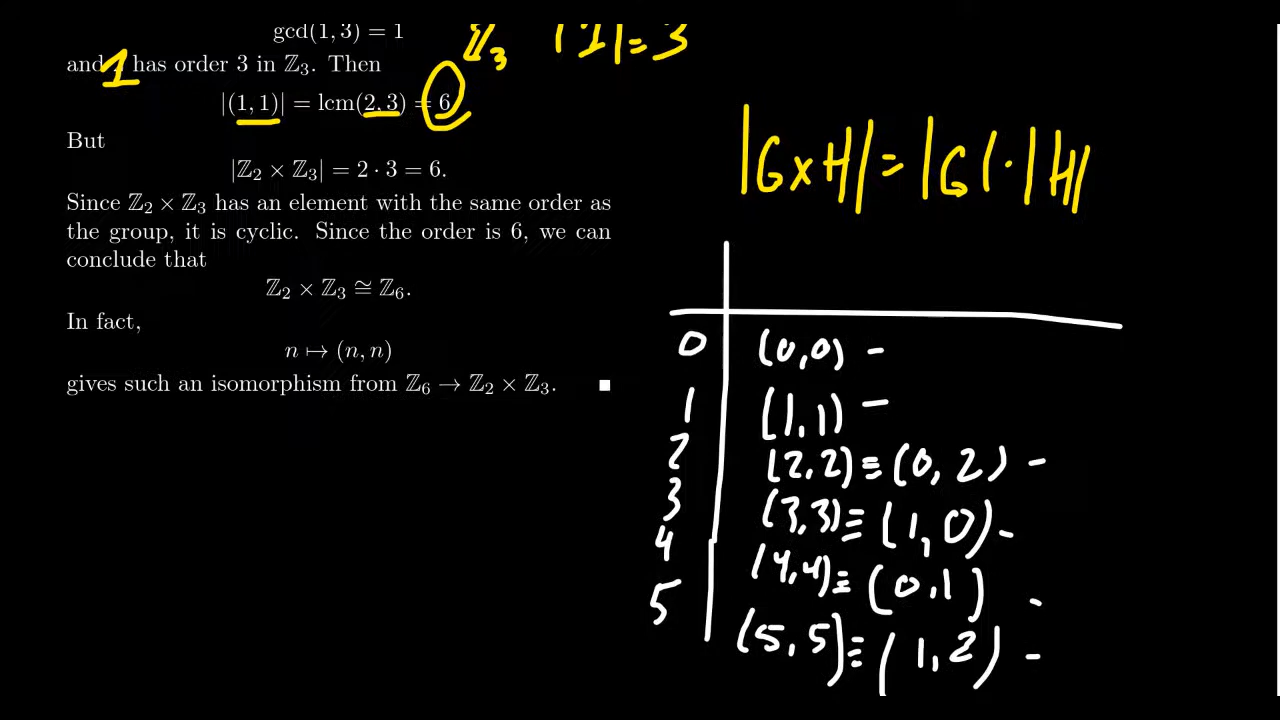 gcd(1, 3) = 1
ℤ₃ |1| = 3
and 1 has order 3 in ℤ₃. Then
|(1, 1)| = lcm(2, 3) = 6
But
|ℤ₂ × ℤ₃| = 2 · 3 = 6.
Since ℤ₂ × ℤ₃ has an element with the same order as
the group, it is cyclic. Since the order is 6, we can
conclude that
ℤ₂ × ℤ₃ ≅ ℤ₆.
In fact,
n ↦ (n, n)
gives such an isomorphism from ℤ₆ → ℤ₂ × ℤ₃. ■
|G×H| = |G| · |H|
0 (0,0) -
1 (1,1) -
2 (2,2) ≡ (0,2) -
3 (3,3) ≡ (1,0) -
4 (4,4) ≡ (0,1) -
5 (5,5) ≡ (1,2) -